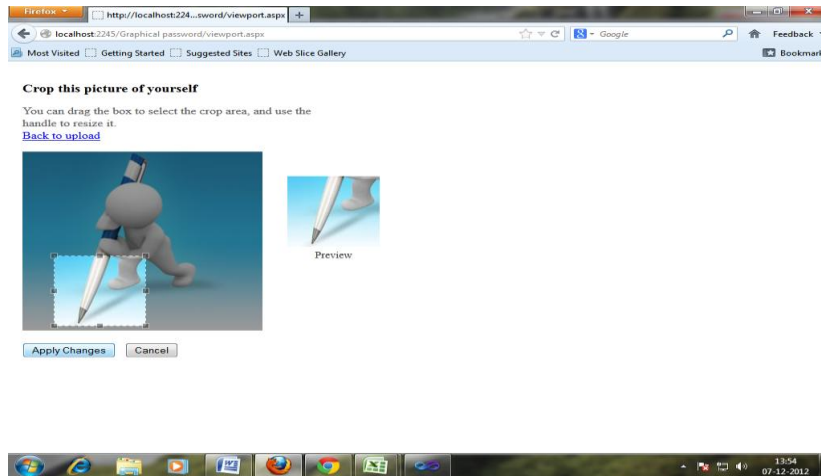 Firefox
http://localhost:224...sword/viewport.aspx
+
localhost:2245/Graphical password/viewport.aspx
Google
Feedback
Most Visited
Getting Started
Suggested Sites
Web Slice Gallery
Bookmark
Crop this picture of yourself
You can drag the box to select the crop area, and use the
handle to resize it.
Back to upload
Preview
Apply Changes
Cancel
13:54
07-12-2012